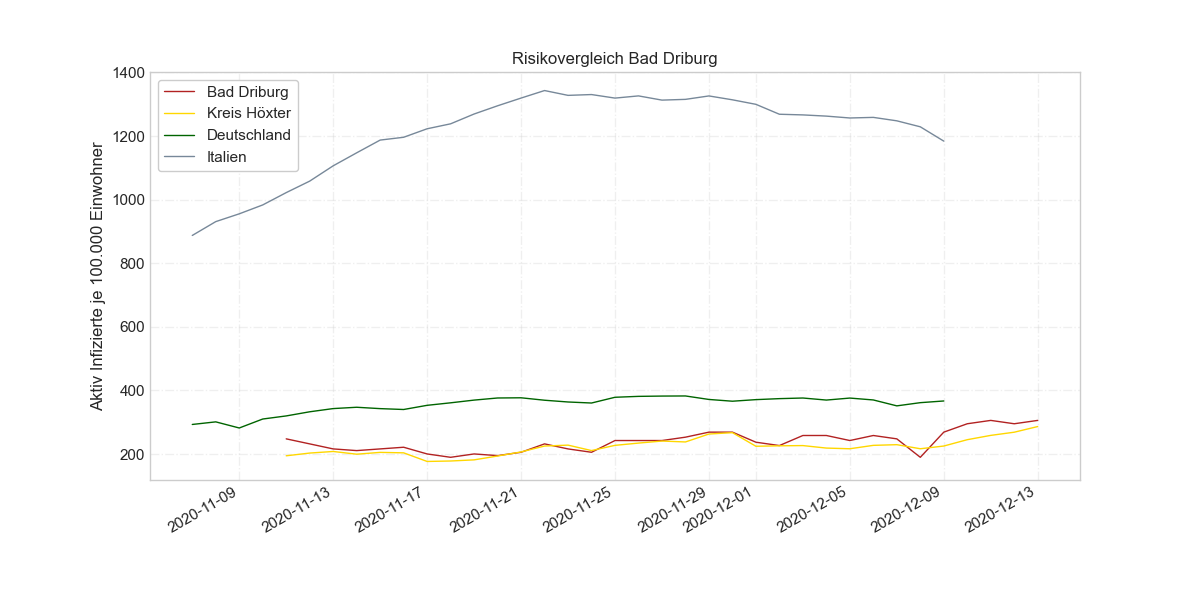 Risikovergleich Bad Driburg
Aktiv Infizierte je 100.000 Einwohner
1400
1200
1000
800
600
400
200
Bad Driburg
Kreis Höxter
Deutschland
Italien
2020-11-09
2020-11-13
2020-11-17
2020-11-21
2020-11-25
2020-11-29
2020-12-01
2020-12-05
2020-12-09
2020-12-13